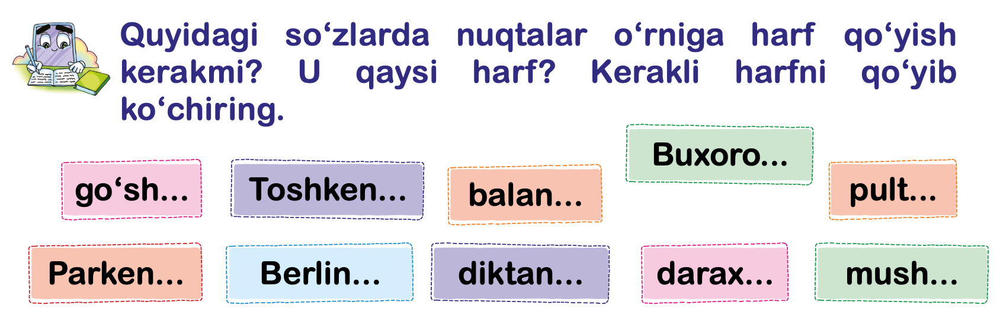 Quyidagi so‘zlarda nuqtalar o‘rniga harf qo‘yish
kerakmi? U qaysi harf? Kerakli harfni qo‘yib
ko‘chiring.
go‘sh... Toshken... balan... Buxoro... pult...
Parken... Berlin... diktan... darax... mush...